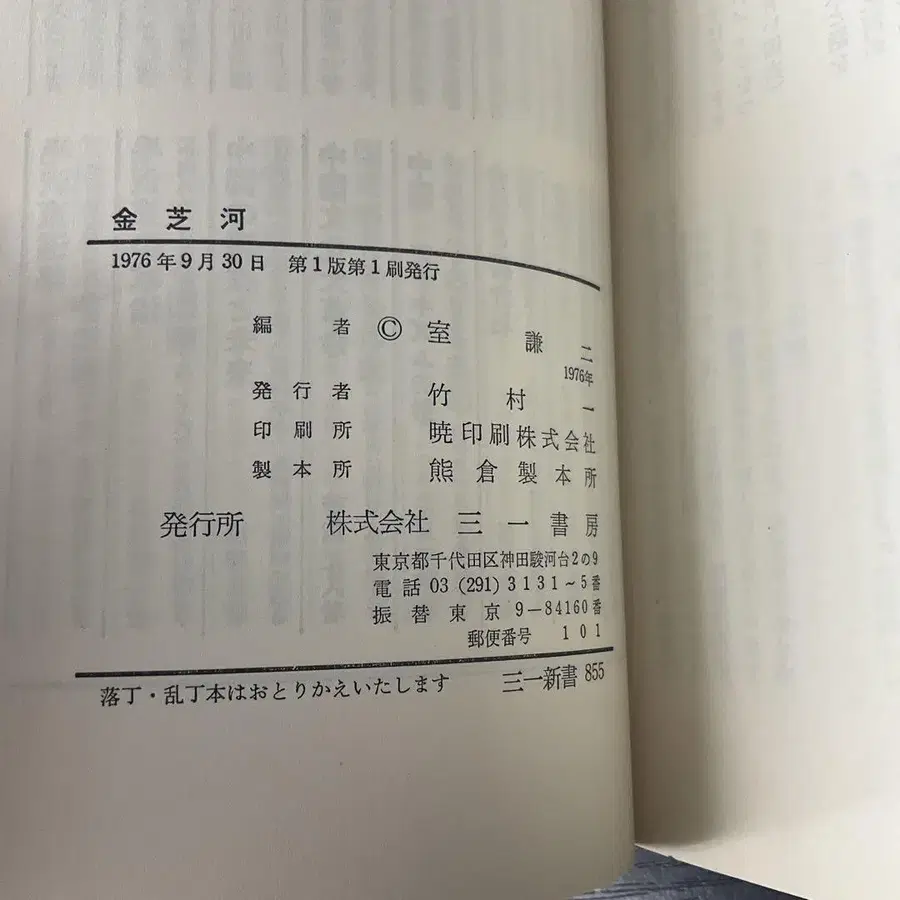 金芝河
1976年9月30日 第1版第1刷発行
編者 © 室謙二
1976年
発行者 竹村一
印刷所 暁印刷株式会社
製本所 熊倉製本所
発行所 株式会社 三一書房
東京都千代田区神田駿河台2の9
電話 03 (291) 3131~5番
振替東京 9-84160番
郵便番号 101
落丁・乱丁本はおとりかえいたします 三一新書 855